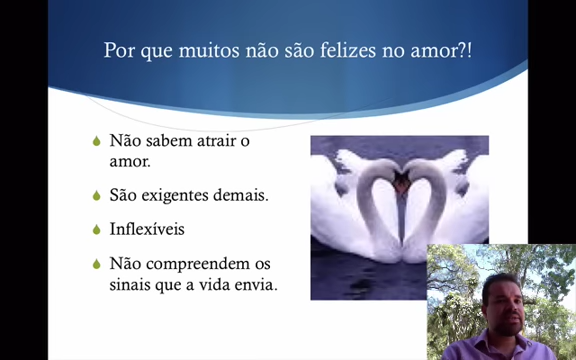 Por que muitos não são felizes no amor?!
Não sabem atrair o
amor.
São exigentes demais.
Inflexíveis
Não compreendem os
sinais que a vida envia.